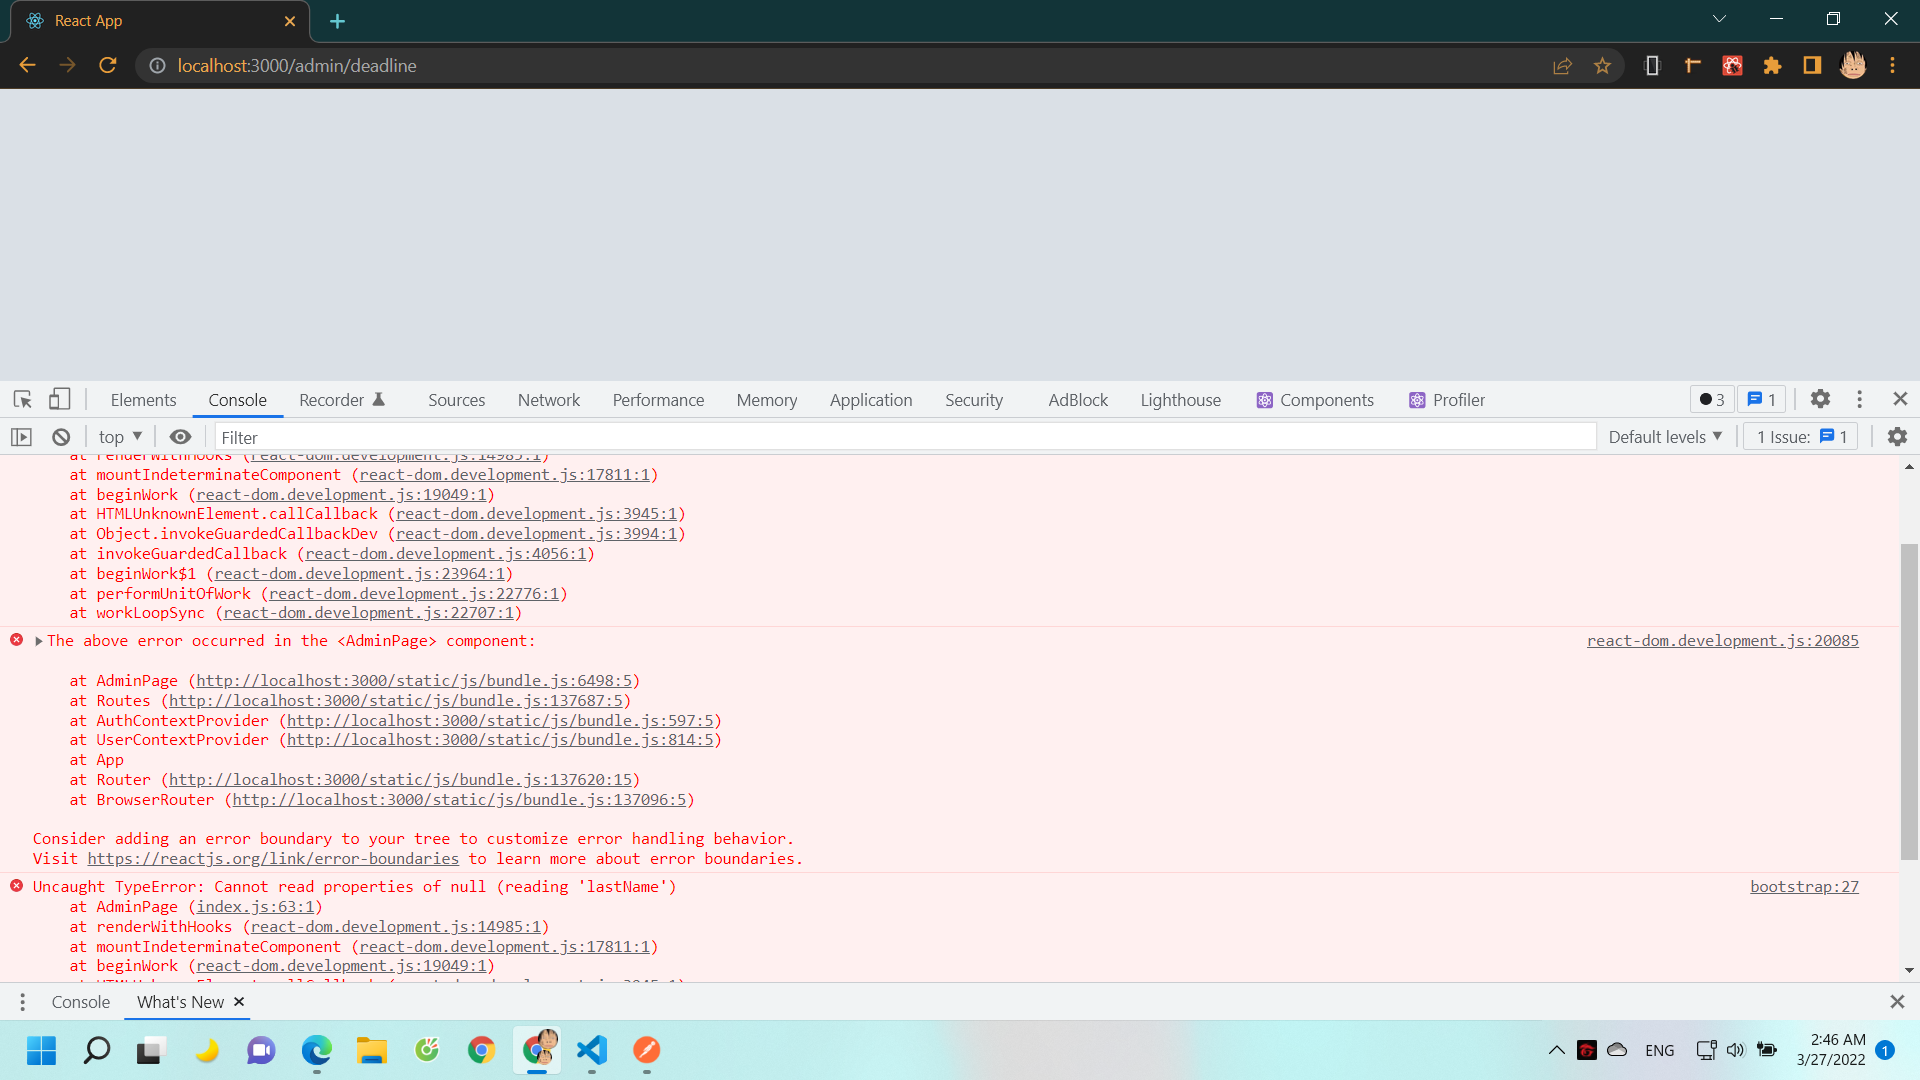 React App
localhost:3000/admin/deadline
Elements Console Recorder Sources Network Performance Memory Application Security AdBlock Lighthouse Components Profiler 3 1
top Filter Default levels 1 Issue: 1
at renderWithHooks (react-dom.development.js:14985:1)
at mountIndeterminateComponent (react-dom.development.js:17811:1)
at beginWork (react-dom.development.js:19049:1)
at HTMLUnknownElement.callCallback (react-dom.development.js:3945:1)
at Object.invokeGuardedCallbackDev (react-dom.development.js:3994:1)
at invokeGuardedCallback (react-dom.development.js:4056:1)
at beginWork$1 (react-dom.development.js:23964:1)
at performUnitOfWork (react-dom.development.js:22776:1)
at workLoopSync (react-dom.development.js:22707:1)
The above error occurred in the <AdminPage> component: react-dom.development.js:20085
at AdminPage (http://localhost:3000/static/js/bundle.js:6498:5)
at Routes (http://localhost:3000/static/js/bundle.js:137687:5)
at AuthContextProvider (http://localhost:3000/static/js/bundle.js:597:5)
at UserContextProvider (http://localhost:3000/static/js/bundle.js:814:5)
at App
at Router (http://localhost:3000/static/js/bundle.js:137620:15)
at BrowserRouter (http://localhost:3000/static/js/bundle.js:137096:5)
Consider adding an error boundary to your tree to customize error handling behavior.
Visit https://reactjs.org/link/error-boundaries to learn more about error boundaries.
Uncaught TypeError: Cannot read properties of null (reading 'lastName') bootstrap:27
at AdminPage (index.js:63:1)
at renderWithHooks (react-dom.development.js:14985:1)
at mountIndeterminateComponent (react-dom.development.js:17811:1)
at beginWork (react-dom.development.js:19049:1)
Console What's New
ENG 2:46 AM
3/27/2022 1